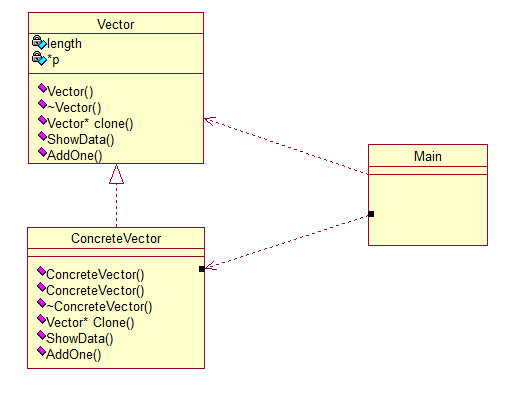 Vector
length
*p
Vector()
~Vector()
Vector* clone()
ShowData()
AddOne()
Main
ConcreteVector
ConcreteVector()
ConcreteVector()
~ConcreteVector()
Vector* Clone()
ShowData()
AddOne()